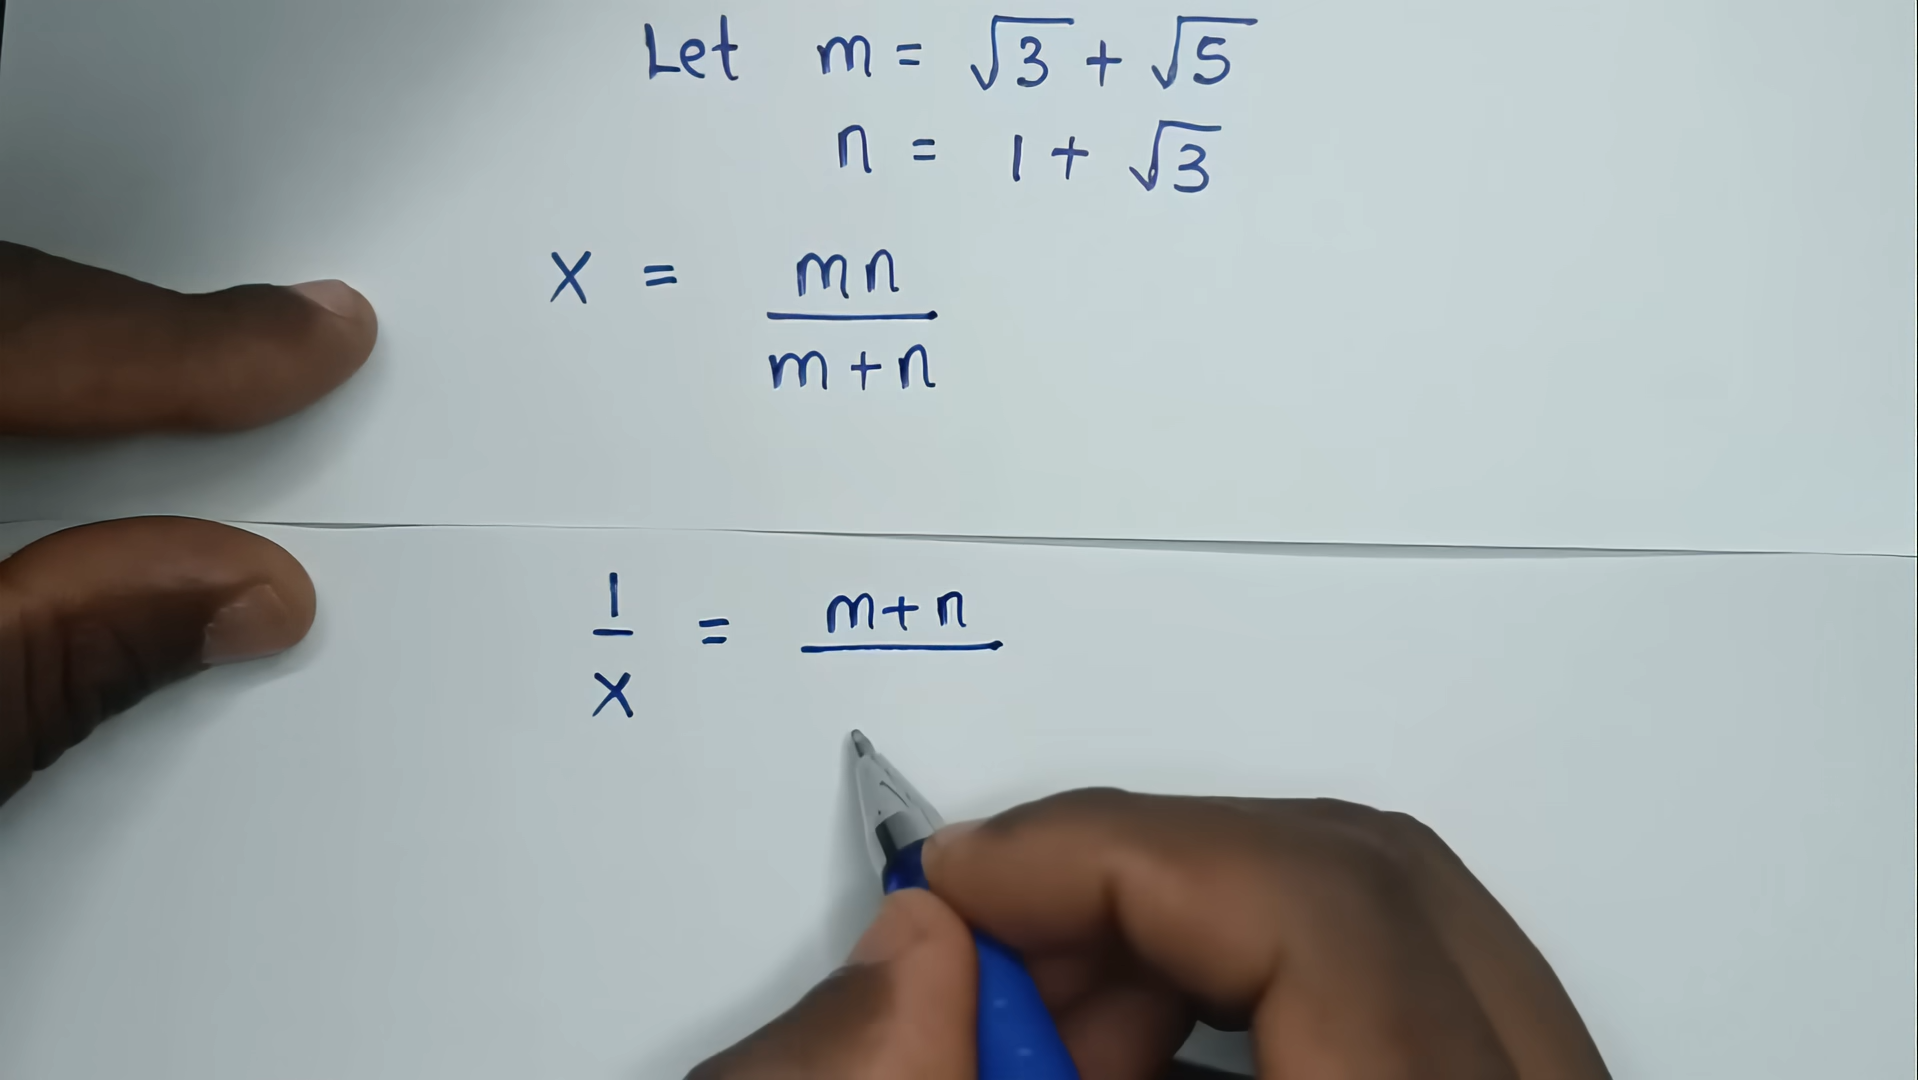 Let m = √3 + √5
n = 1 + √3
x = mn / m + n
1 / x = m + n /